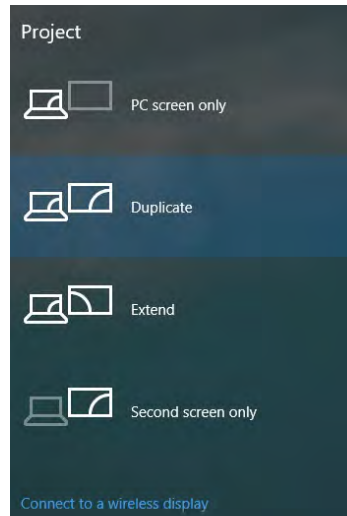 Project
PC screen only
Duplicate
Extend
Second screen only
Connect to a wireless display